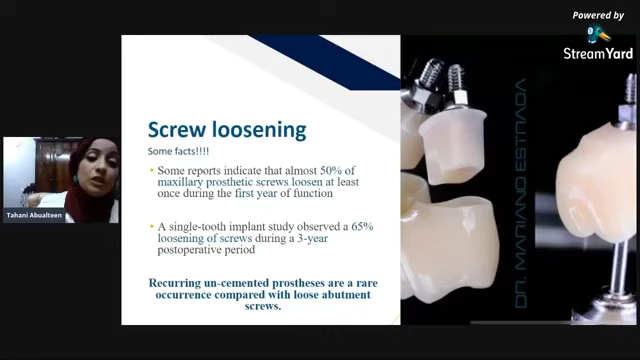 Powered by
StreamYard
Screw loosening
Some facts!!!!
• Some reports indicate that almost 50% of
maxillary prosthetic screws loosen at least
once during the first year of function
• A single-tooth implant study observed a 65%
loosening of screws during a 3-year
postoperative period
Recurring un-cemented prostheses are a rare
occurrence compared with loose abutment
screws.
DR. MARIANO ESTRADA
Tahani Abualteen